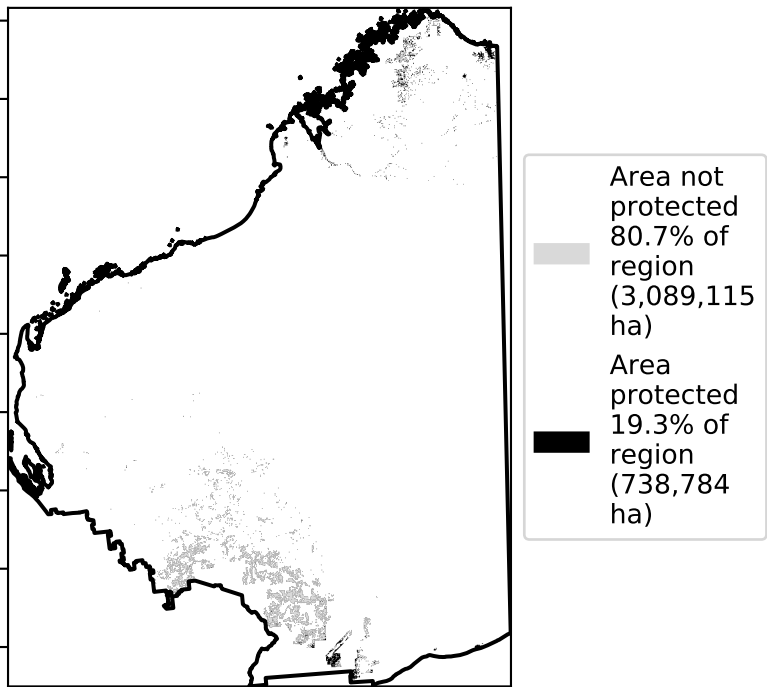 Area not
protected
80.7% of
region
(3,089,115
ha)
Area
protected
19.3% of
region
(738,784
ha)